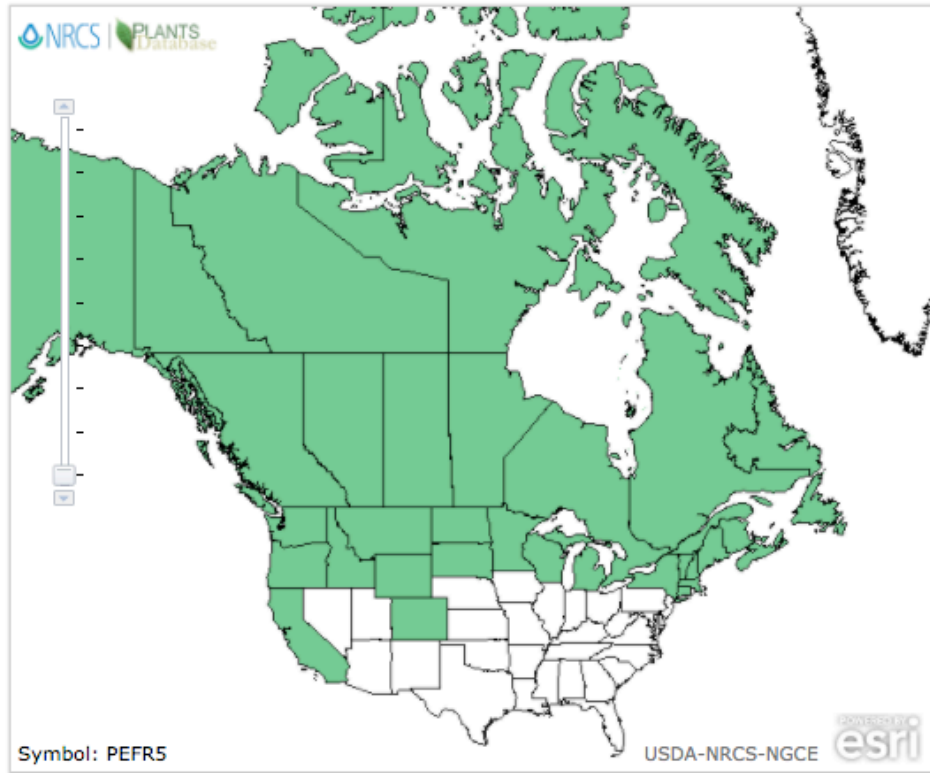 NRCS | PLANTS
Database
Symbol: PEFR5
USDA-NRCS-NGCE
POWERED BY
esri